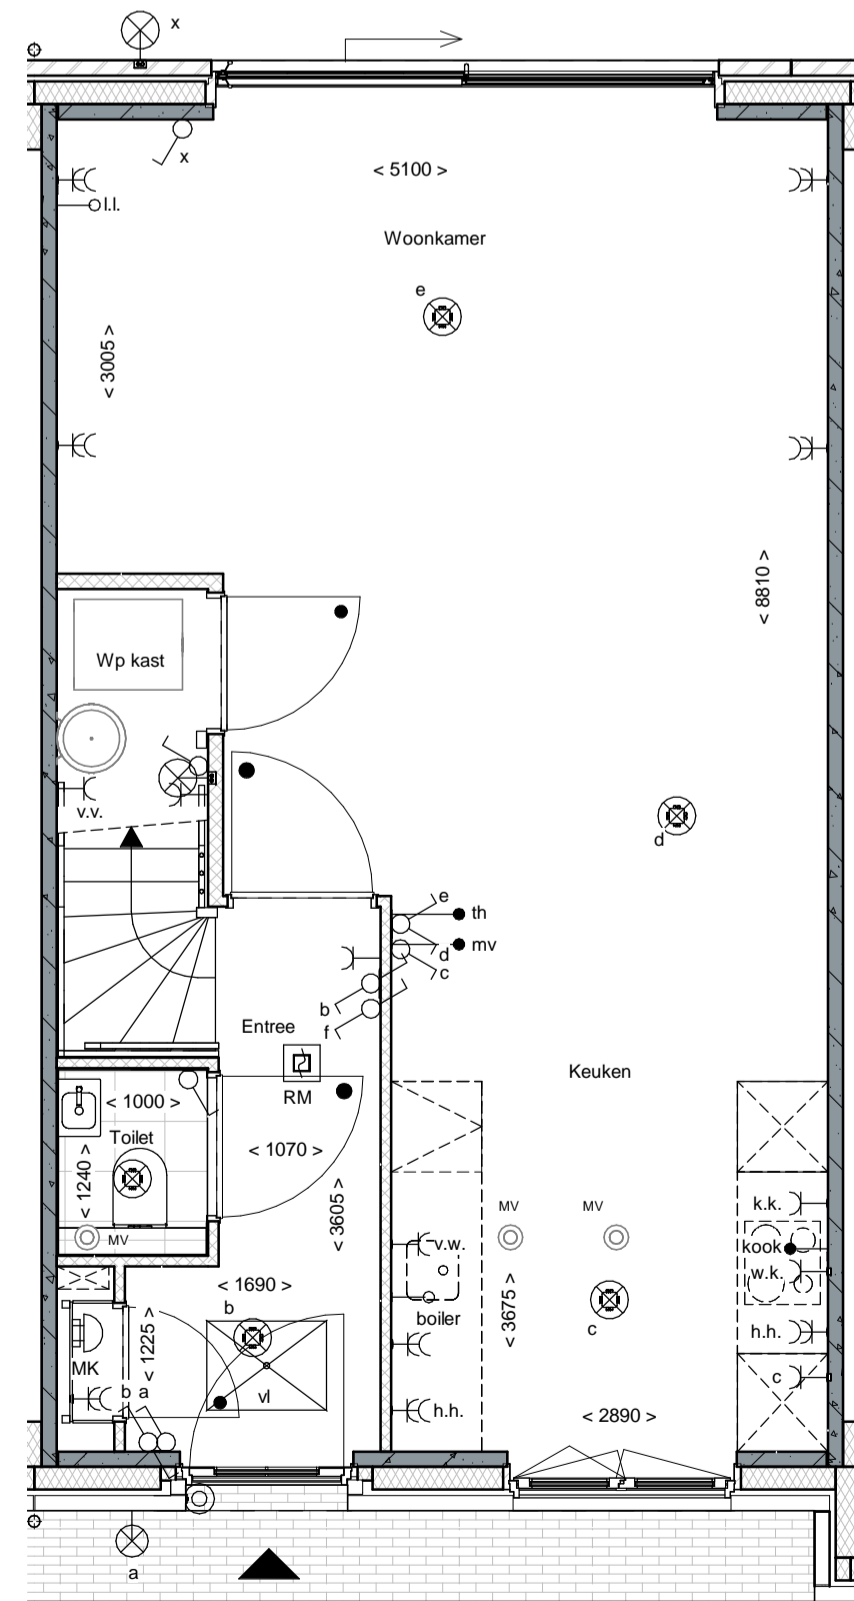 x
x
< 5100 >
l.l.
Woonkamer
e
< 3005 >
< 8810 >
Wp kast
v.v.
d
e
th
d
mv
c
b
f
Entree
Keuken
RM
< 1000 >
Toilet
< 1070 >
< 1240 >
< 3605 >
MV
MV
MV
k.k.
v.w.
kook
w.k.
< 1690 >
b
boiler
< 3675 >
c
h.h.
< 1225 >
MK
c
b a
vl
h.h.
< 2890 >
a